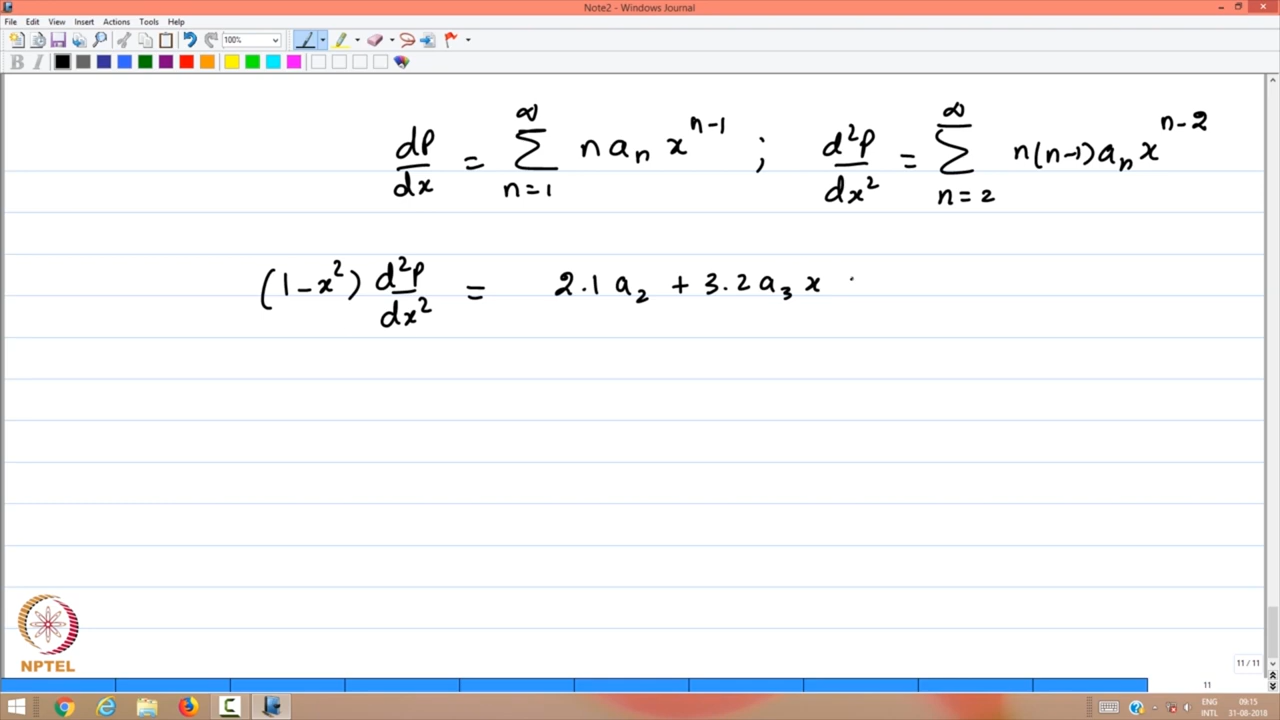 Note2 - Windows Journal
File Edit View Insert Actions Tools Help
100%
B I
dP/dx = ∑_{n=1}^{∞} n a_n x^{n-1} ; d²P/dx² = ∑_{n=2}^{∞} n(n-1) a_n x^{n-2}
(1-x²) d²P/dx² = 2.1 a_2 + 3.2 a_3 x
NPTEL
11 / 11
11
ENG 09:15
INTL 31-08-2018